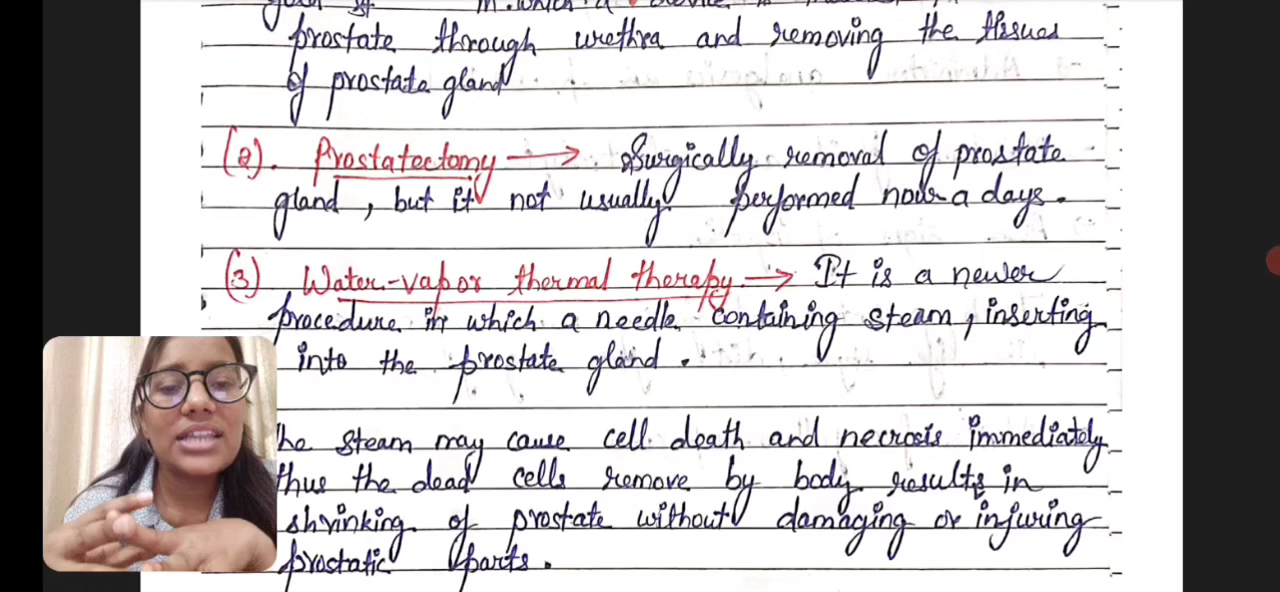 prostate through urethra and removing the tissues
of prostate gland
(2). Prostatectomy → Surgically removal of prostate
gland, but it not usually performed now a days.
(3) Water-vapor thermal therapy → It is a newer
procedure in which a needle containing steam, inserting
into the prostate gland.
he steam may cause cell death and necrosis immediately
thus the dead cells remove by body results in
shrinking of prostate without damaging or injuring
prostatic parts.